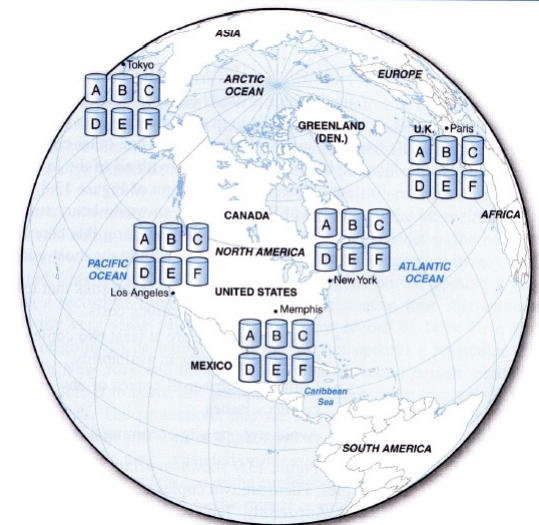 ASIA
Tokyo
A B C
D E F
ARCTIC
OCEAN
EUROPE
GREENLAND
(DEN.)
U.K.
Paris
A B C
D E F
AFRICA
CANADA
A B C
D E F
NORTH AMERICA
A B C
D E F
PACIFIC
OCEAN
Los Angeles
ATLANTIC
OCEAN
New York
UNITED STATES
Memphis
A B C
D E F
MEXICO
Caribbean
Sea
SOUTH AMERICA